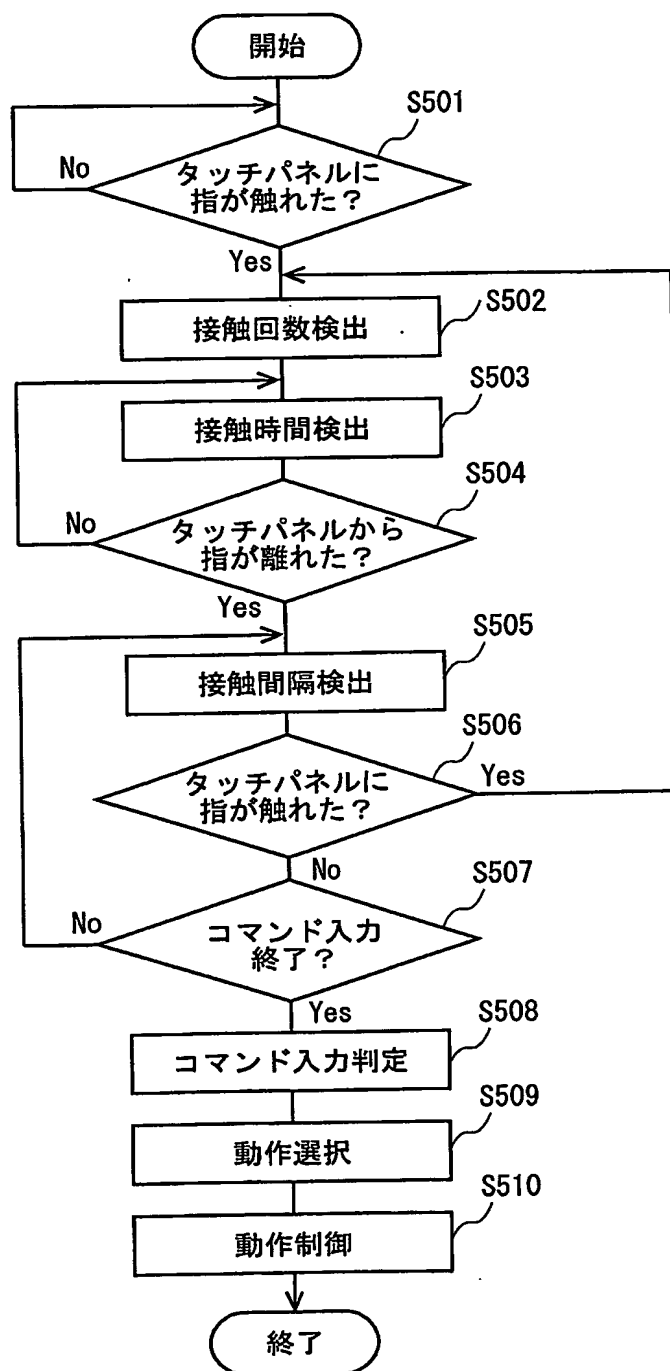 開始
S501
タッチパネルに
指が触れた？
No
Yes
S502
接触回数検出
S503
接触時間検出
S504
タッチパネルから
指が離れた？
No
Yes
S505
接触間隔検出
S506
タッチパネルに
指が触れた？
Yes
No
S507
コマンド入力
終了？
No
Yes
S508
コマンド入力判定
S509
動作選択
S510
動作制御
終了